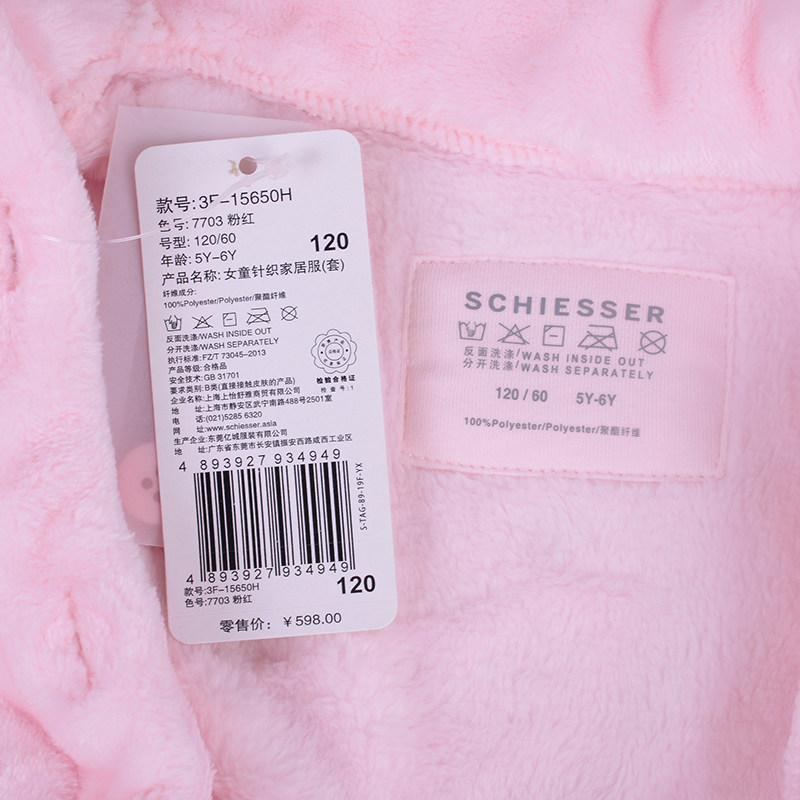 款号:3F-15650H
色号:7703 粉红
号型:120/60
120
年龄:5Y-6Y
产品名称:女童针织家居服(套)
纤维成分:
100%Polyester/Polyester/聚酯纤维
反面洗涤/WASH INSIDE OUT
分开洗涤/WASH SEPARATELY
执行标准:FZ/T 73045-2013
产品等级:合格品
安全技术:GB 31701
要求类别:B类(直接接触皮肤的产品)
企业名称:上海上怡舒雅商贸有限公司
地 址:上海市静安区武宁南路488号2501室
电 话:(021)5285 6320
网 址:www.schiesser.asia
生产企业:东莞亿城服装有限公司
地 址:广东省东莞市长安镇振安西路咸西工业区
检验合格证
检查号:1
4 893927 934949
S-TAG-89-19F-YX
4 893927 934949
款号:3F-15650H
色号:7703 粉红
120
零售价: ¥598.00
SCHIESSER
反面洗涤/WASH INSIDE OUT
分开洗涤/WASH SEPARATELY
120/60 5Y-6Y
100%Polyester/Polyester/聚酯纤维